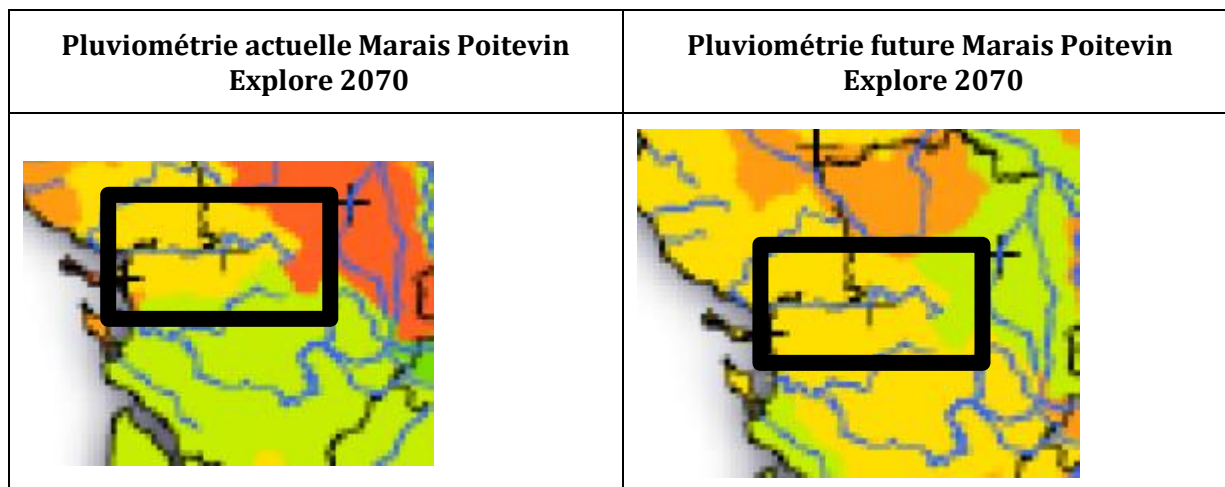 Pluviométrie actuelle Marais Poitevin
Explore 2070
Pluviométrie future Marais Poitevin
Explore 2070